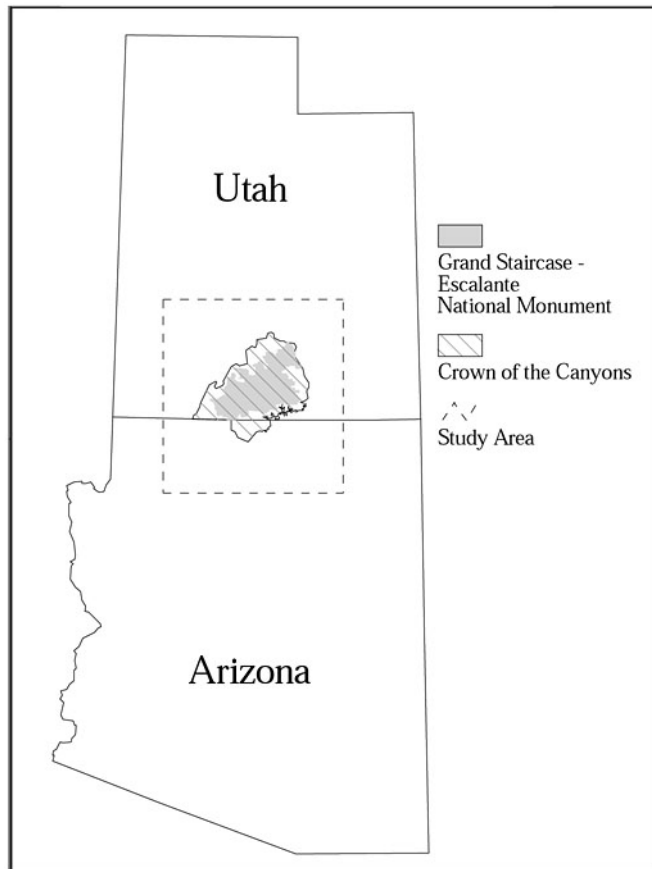 Utah
Grand Staircase -
Escalante
National Monument
Crown of the Canyons
Study Area
Arizona